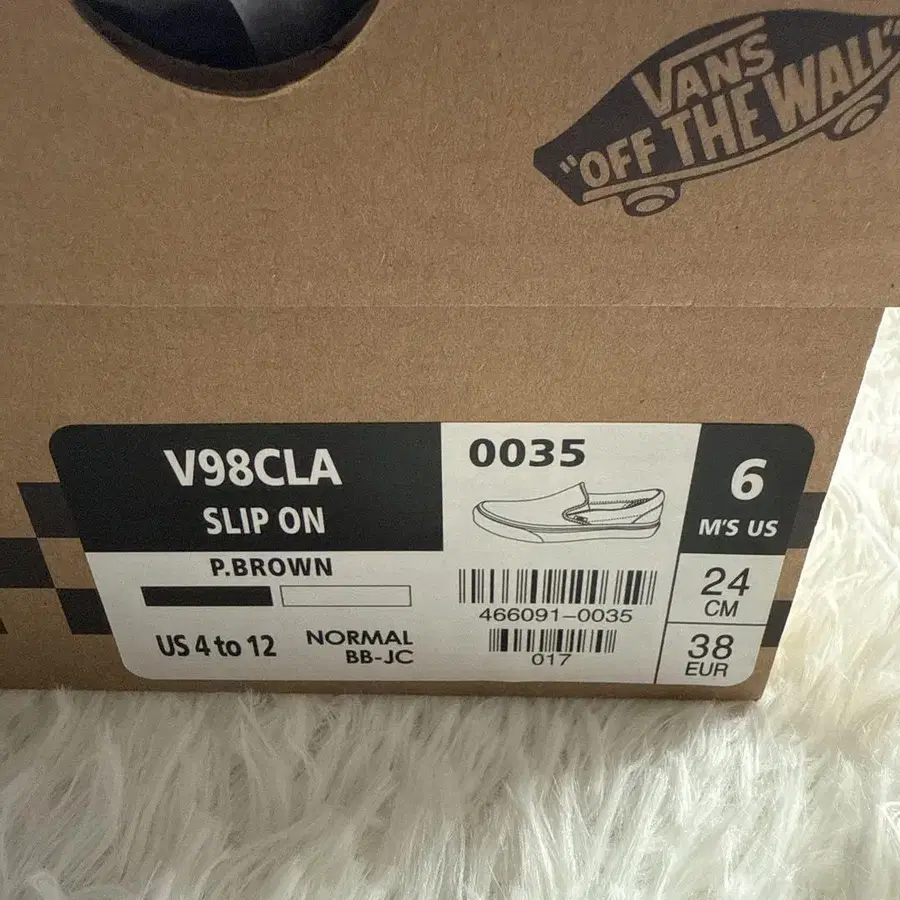 VANS
"OFF THE WALL"
V98CLA
SLIP ON
P.BROWN
US 4 to 12
NORMAL
BB-JC
0035
466091-0035
017
6
M'S US
24
CM
38
EUR